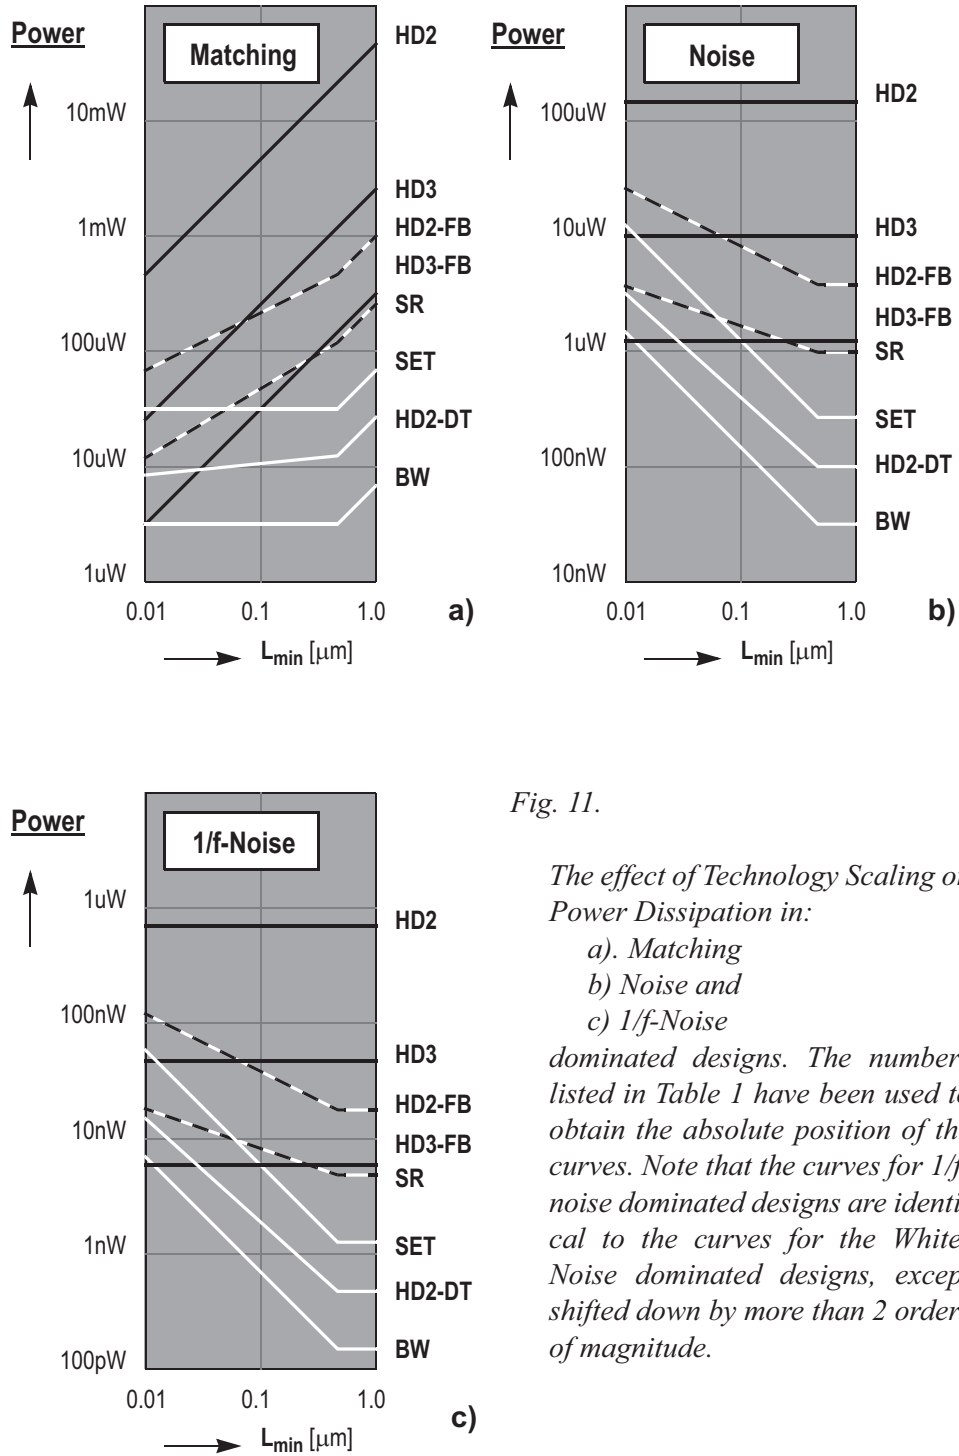 Power
Matching
HD2
10mW
HD3
1mW
HD2-FB
HD3-FB
SR
100uW
SET
HD2-DT
10uW
BW
1uW
0.01 0.1 1.0
a)
Lmin [μm]
Power
Noise
100uW
HD2
10uW
HD3
HD2-FB
HD3-FB
1uW
SR
SET
100nW
HD2-DT
BW
10nW
0.01 0.1 1.0
b)
Lmin [μm]
Power
1/f-Noise
1uW
HD2
100nW
HD3
HD2-FB
10nW
HD3-FB
SR
1nW
SET
HD2-DT
BW
100pW
0.01 0.1 1.0
c)
Lmin [μm]
Fig. 11.
The effect of Technology Scaling on
Power Dissipation in:
a). Matching
b) Noise and
c) 1/f-Noise
dominated designs. The number
listed in Table 1 have been used to
obtain the absolute position of th
curves. Note that the curves for 1/f
noise dominated designs are identi
cal to the curves for the White
Noise dominated designs, excep
shifted down by more than 2 order
of magnitude.